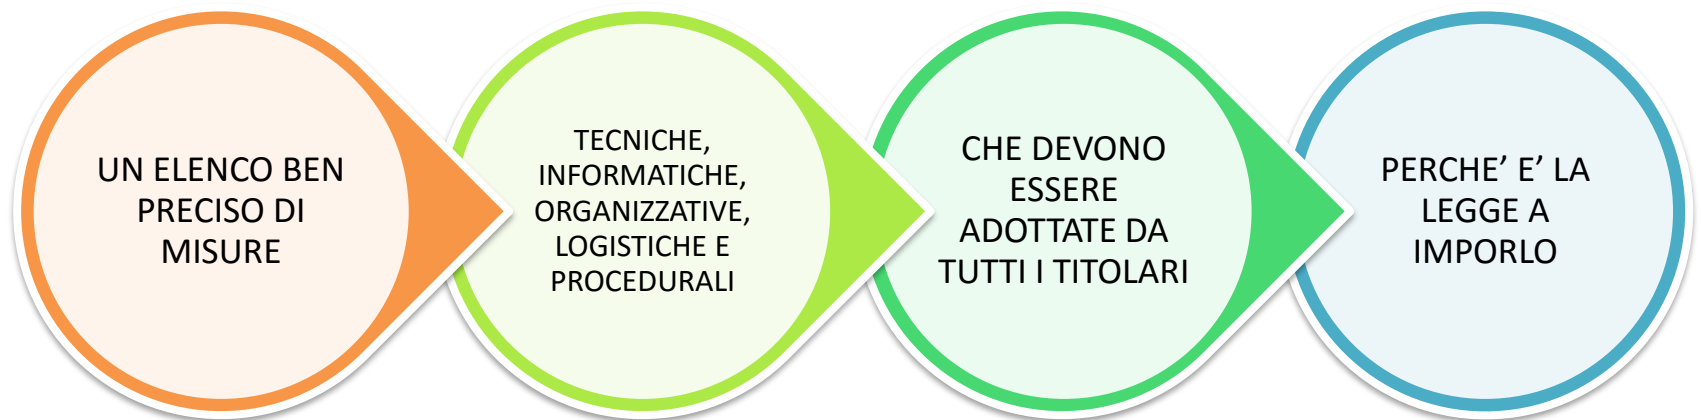 UN ELENCO BEN
PRECISO DI
MISURE
TECNICHE,
INFORMATICHE,
ORGANIZZATIVE,
LOGISTICHE E
PROCEDURALI
CHE DEVONO
ESSERE
ADOTTATE DA
TUTTI I TITOLARI
PERCHE’ E’ LA
LEGGE A
IMPORLO